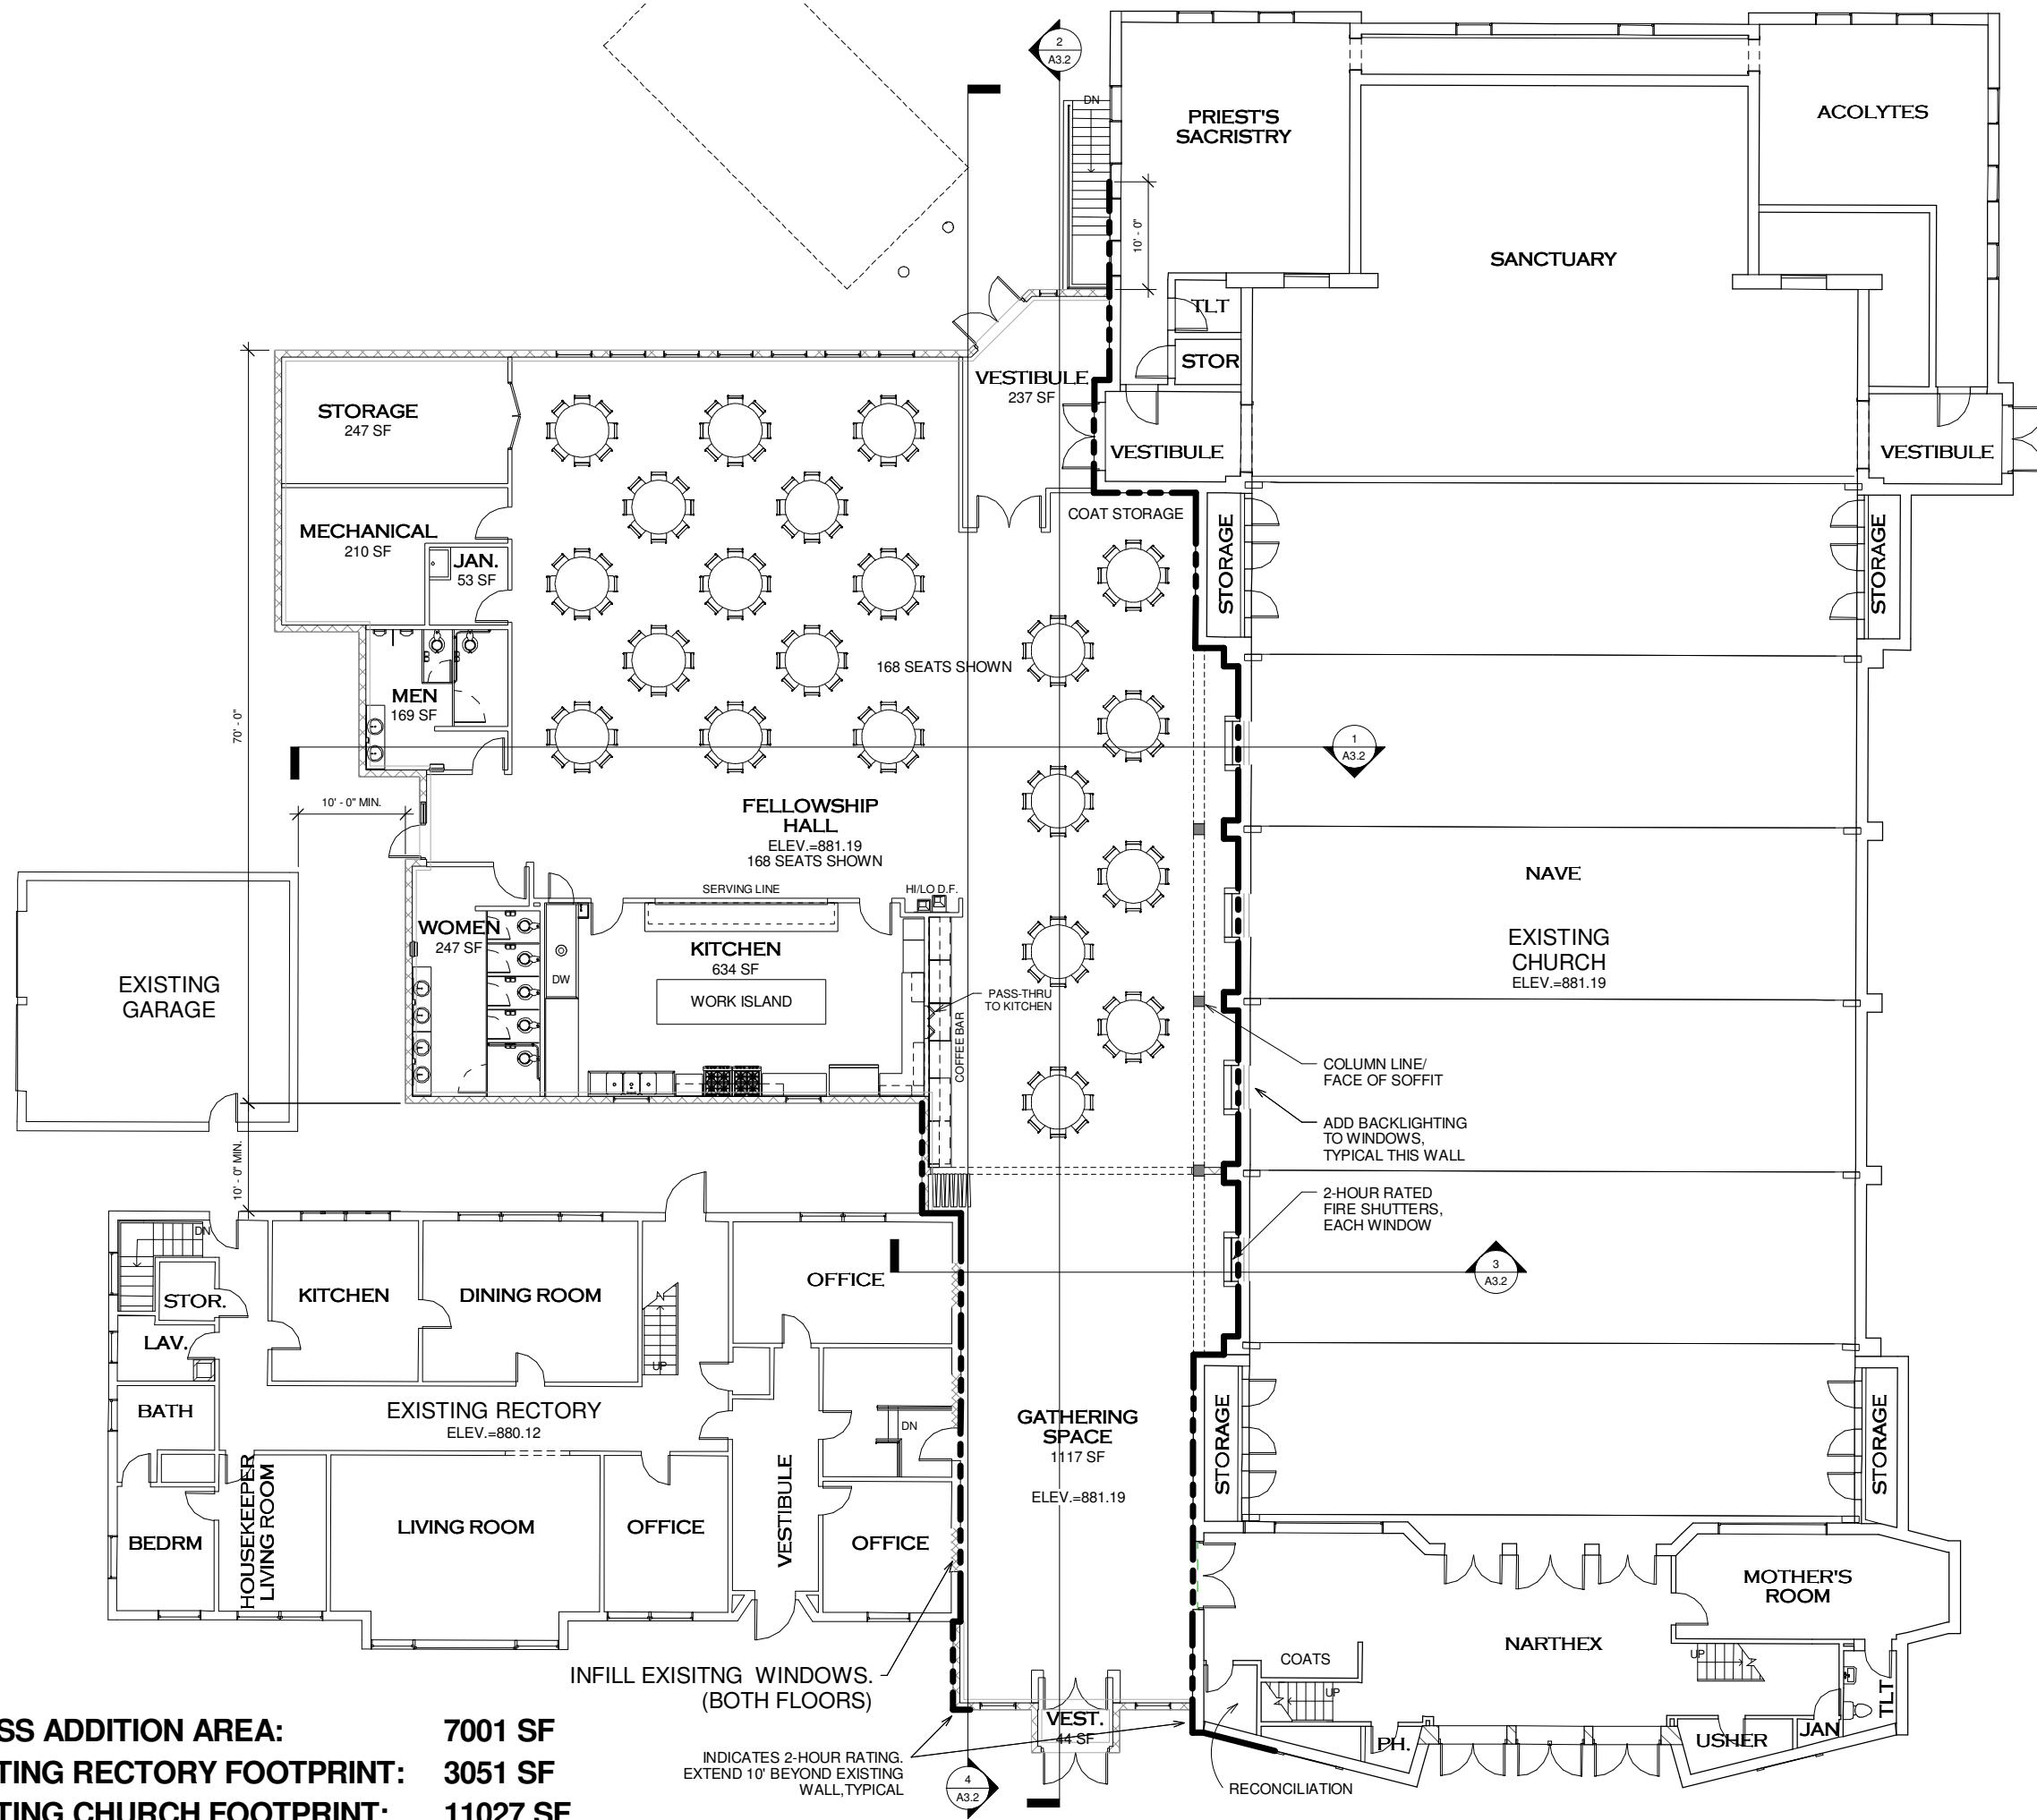 2
A3.2
DN
PRIEST'S
SACRISTRY
ACOLYTES
10' - 0"
SANCTUARY
TLT
STOR
VESTIBULE
237 SF
STORAGE
247 SF
VESTIBULE
VESTIBULE
COAT STORAGE
STORAGE
STORAGE
MECHANICAL
210 SF
JAN.
53 SF
168 SEATS SHOWN
MEN
169 SF
70' - 0"
1
A3.2
10' - 0" MIN.
FELLOWSHIP
HALL
ELEV.=881.19
168 SEATS SHOWN
NAVE
SERVING LINE
HI/LO D.F.
WOMEN
247 SF
KITCHEN
634 SF
DW
WORK ISLAND
EXISTING
CHURCH
ELEV.=881.19
EXISTING
GARAGE
PASS-THRU
TO KITCHEN
COFFEE BAR
COLUMN LINE/
FACE OF SOFFIT
ADD BACKLIGHTING
TO WINDOWS,
TYPICAL THIS WALL
10' - 0" MIN.
2-HOUR RATED
FIRE SHUTTERS,
EACH WINDOW
DN
STOR.
KITCHEN
DINING ROOM
OFFICE
3
A3.2
LAV.
UP
BATH
EXISTING RECTORY
ELEV.=880.12
DN
GATHERING
SPACE
1117 SF
ELEV.=881.19
STORAGE
STORAGE
HOUSEKEEPER
LIVING ROOM
VESTIBULE
BEDRM
LIVING ROOM
OFFICE
OFFICE
MOTHER'S
ROOM
NARTHEX
COATS
UP
UP
TLT
INFILL EXISITNG WINDOWS.
(BOTH FLOORS)
VEST.
44 SF
PH.
USHER
JAN
INDICATES 2-HOUR RATING.
EXTEND 10' BEYOND EXISTING
WALL,TYPICAL
4
A3.2
RECONCILIATION
SS ADDITION AREA: 7001 SF
TING RECTORY FOOTPRINT: 3051 SF
TING CHURCH FOOTPRINT: 11027 SF